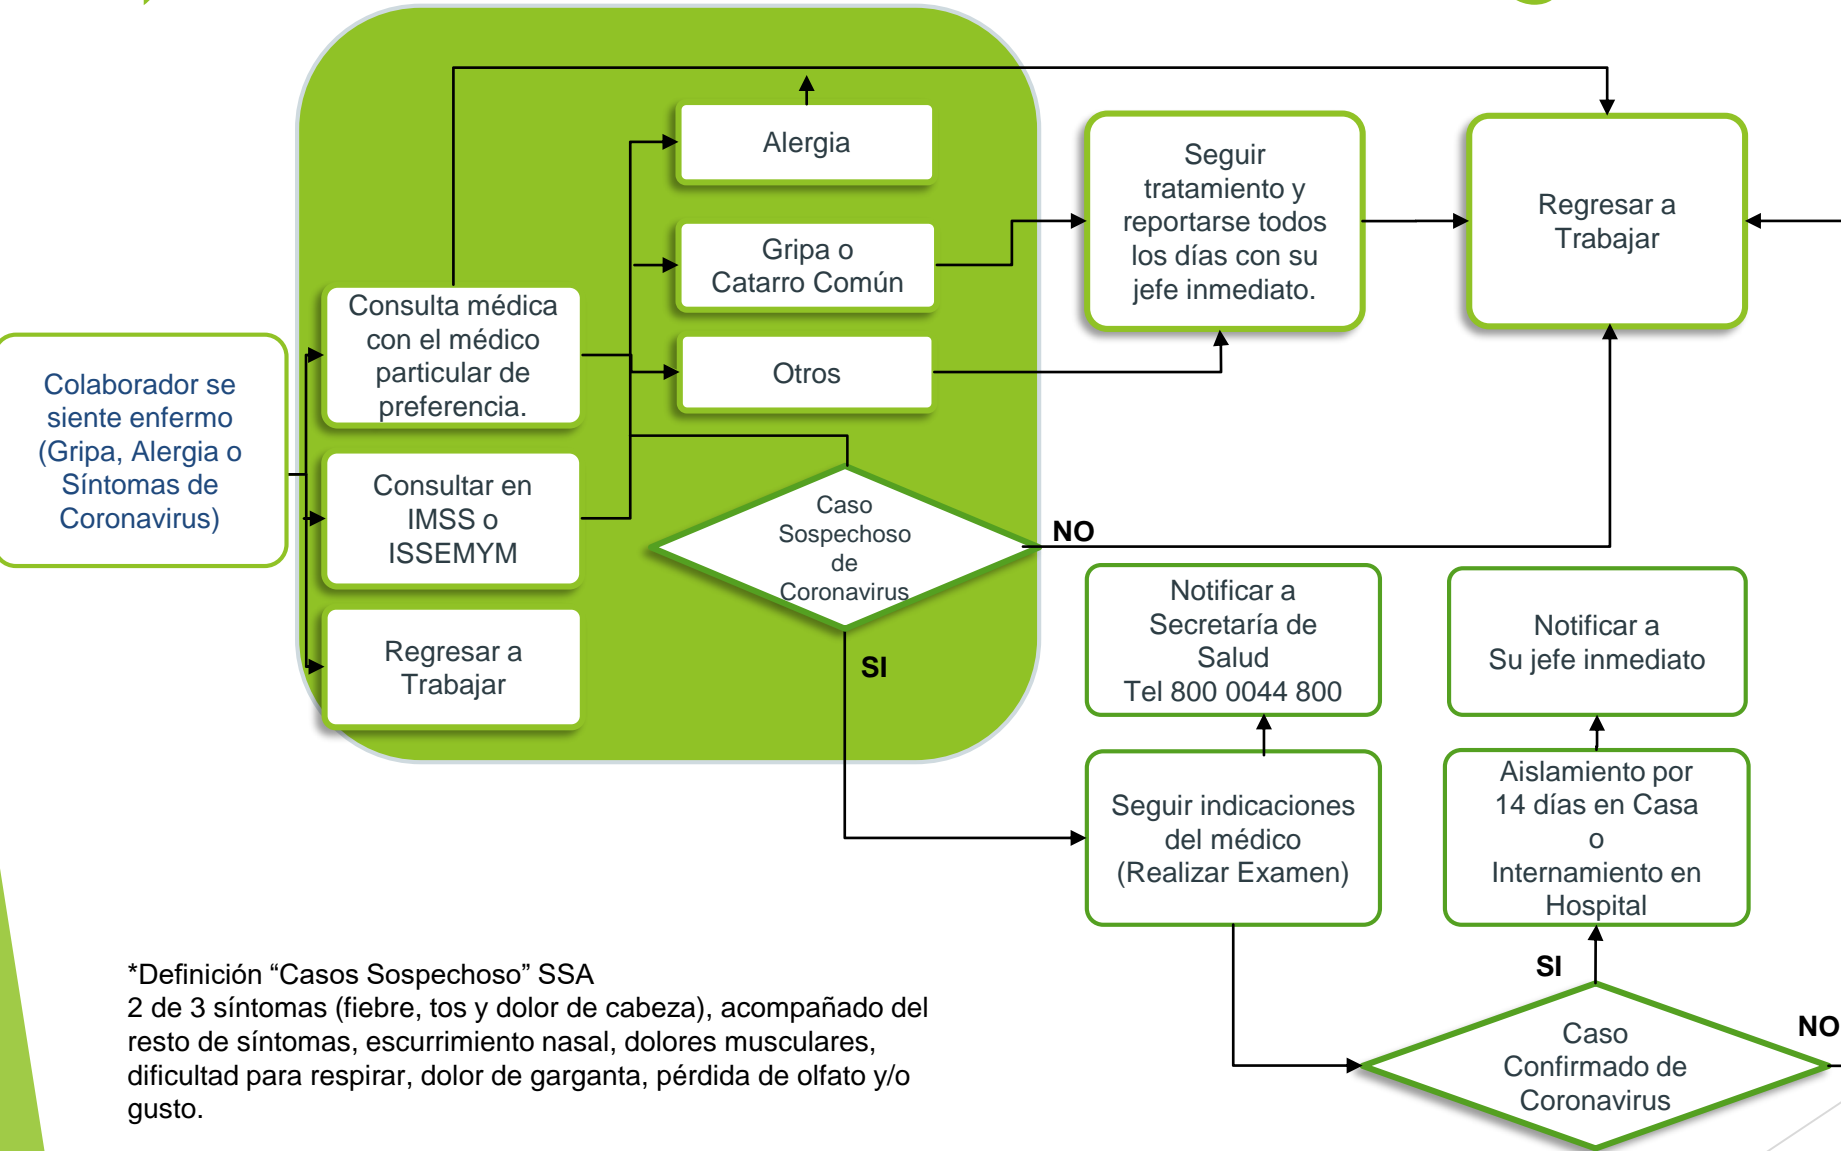 Colaborador se
siente enfermo
(Gripa, Alergia o
Síntomas de
Coronavirus)
Consulta médica
con el médico
particular de
preferencia.
Consultar en
IMSS o
ISSEMYM
Regresar a
Trabajar
Alergia
Gripa o
Catarro Común
Otros
Caso
Sospechoso
de
Coronavirus
NO
SI
Seguir
tratamiento y
reportarse todos
los días con su
jefe inmediato.
Regresar a
Trabajar
Notificar a
Secretaría de
Salud
Tel 800 0044 800
Notificar a
Su jefe inmediato
Seguir indicaciones
del médico
(Realizar Examen)
Aislamiento por
14 días en Casa
o
Internamiento en
Hospital
SI
NO
Caso
Confirmado de
Coronavirus
*Definición “Casos Sospechoso” SSA
2 de 3 síntomas (fiebre, tos y dolor de cabeza), acompañado del
resto de síntomas, escurrimiento nasal, dolores musculares,
dificultad para respirar, dolor de garganta, pérdida de olfato y/o
gusto.